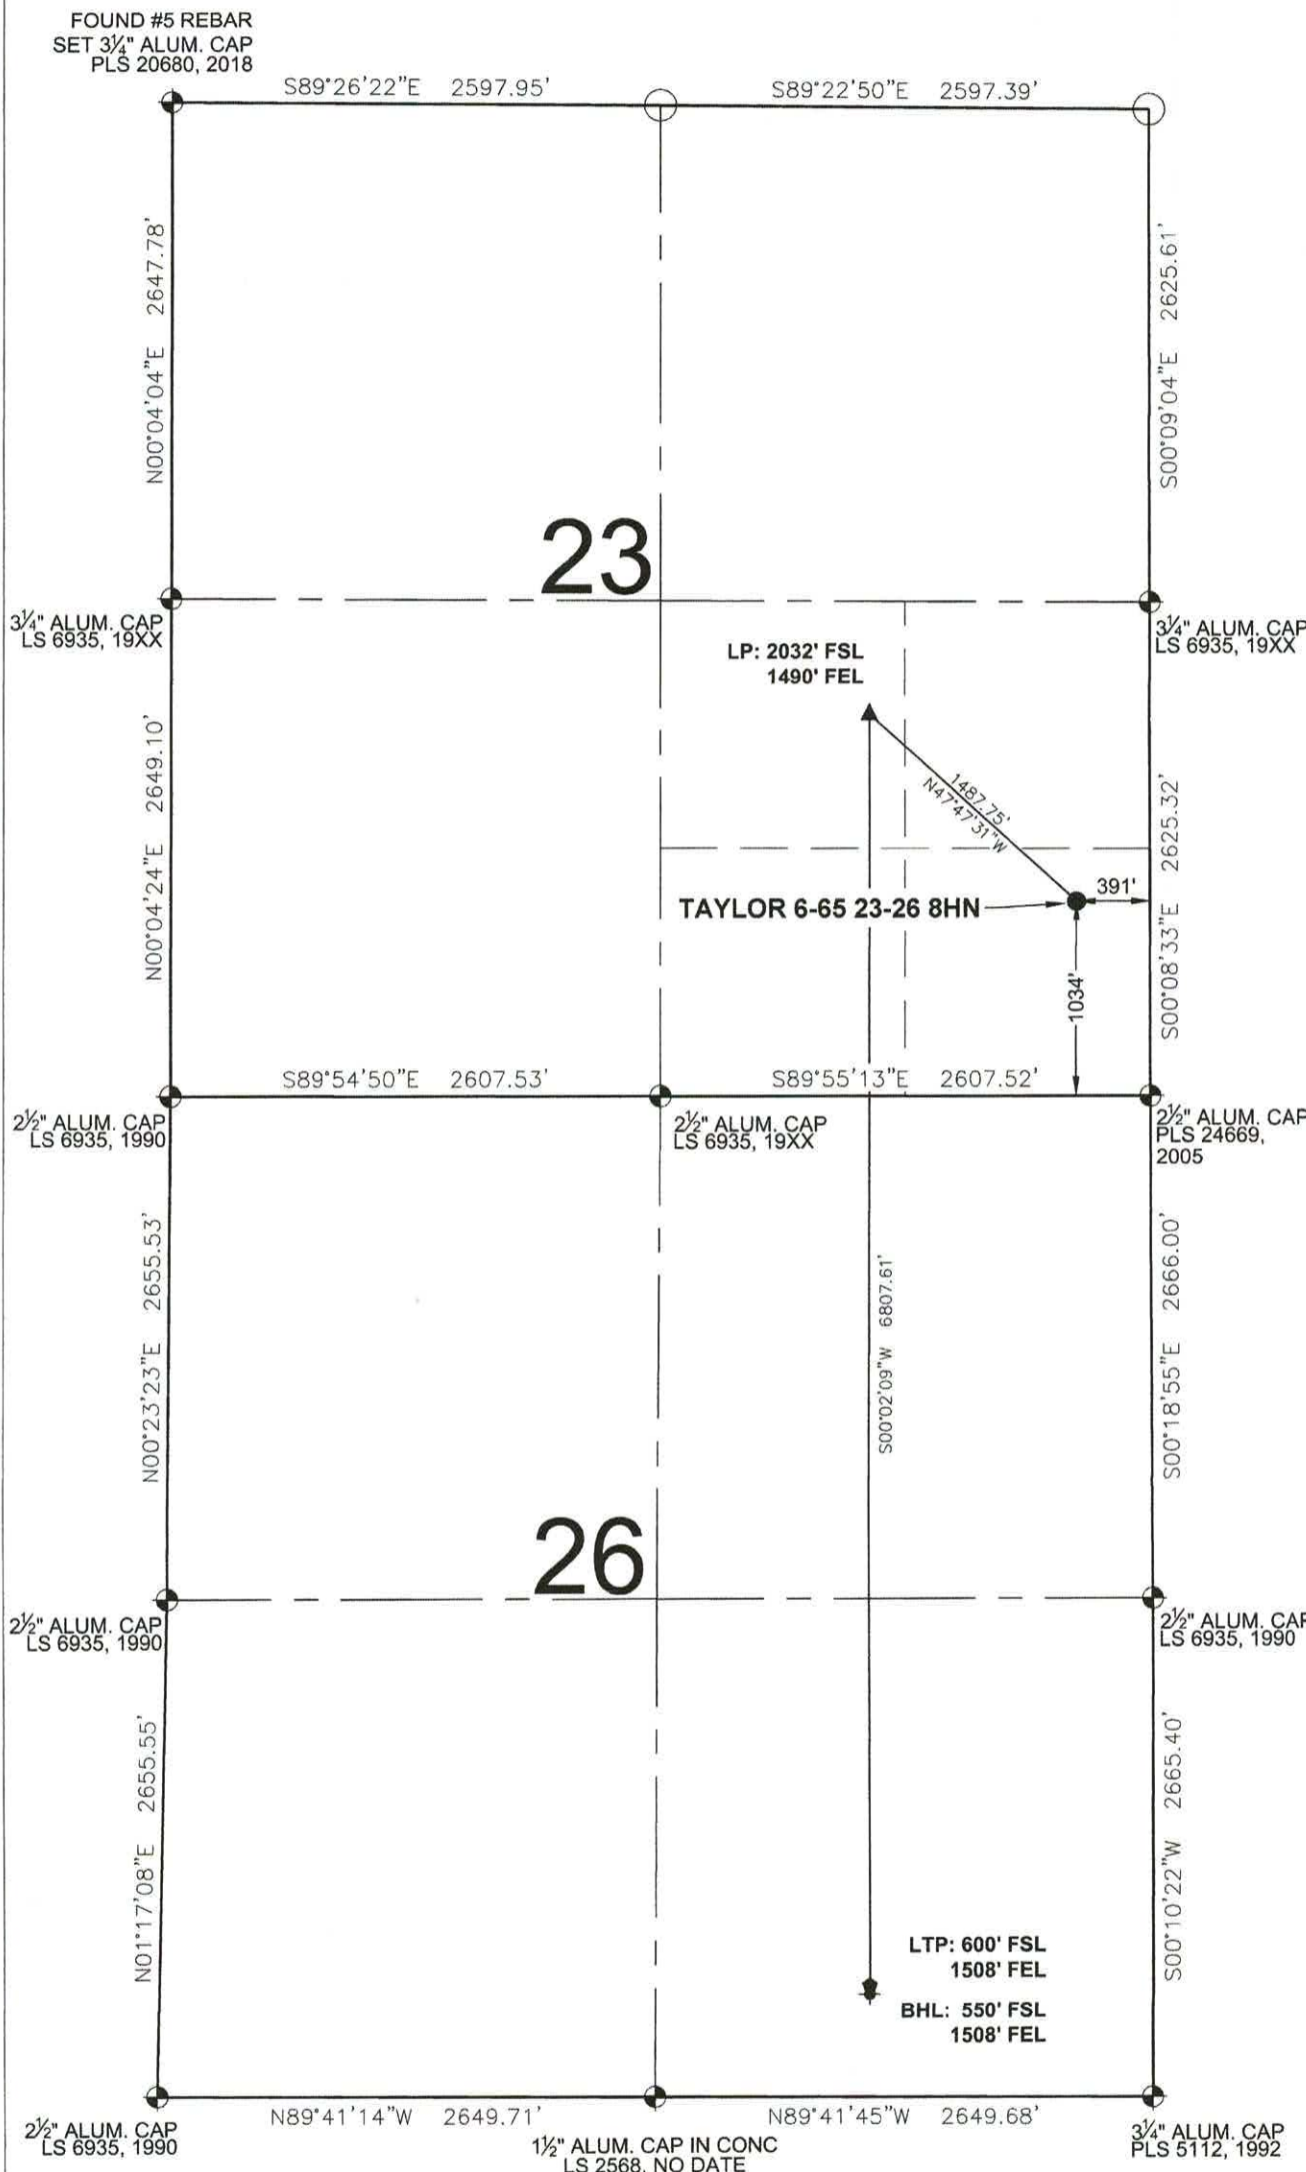 FOUND #5 REBAR
SET 3¼" ALUM. CAP
PLS 20680, 2018
S89°26'22"E 2597.95'
S89°22'50"E 2597.39'
N00°04'04"E 2647.78'
S00°09'04"E 2625.61'
23
3¼" ALUM. CAP
LS 6935, 19XX
3¼" ALUM. CAP
LS 6935, 19XX
LP: 2032' FSL
1490' FEL
N00°04'24"E 2649.10'
1487.75'
N47°47'31"W
S00°08'33"E 2625.32'
391'
TAYLOR 6-65 23-26 8HN
1034'
S89°54'50"E 2607.53'
S89°55'13"E 2607.52'
2½" ALUM. CAP
LS 6935, 1990
2½" ALUM. CAP
LS 6935, 19XX
2½" ALUM. CAP
PLS 24669,
2005
N00°23'23"E 2655.53'
S00°02'09"W 6807.61'
S00°18'55"E 2666.00'
26
2½" ALUM. CAP
LS 6935, 1990
2½" ALUM. CAP
LS 6935, 1990
N01°17'08"E 2655.55'
S00°10'22"W 2665.40'
LTP: 600' FSL
1508' FEL
BHL: 550' FSL
1508' FEL
N89°41'14"W 2649.71'
N89°41'45"W 2649.68'
2½" ALUM. CAP
LS 6935, 1990
1½" ALUM. CAP IN CONC
LS 2568, NO DATE
3¼" ALUM. CAP
PLS 5112, 1992